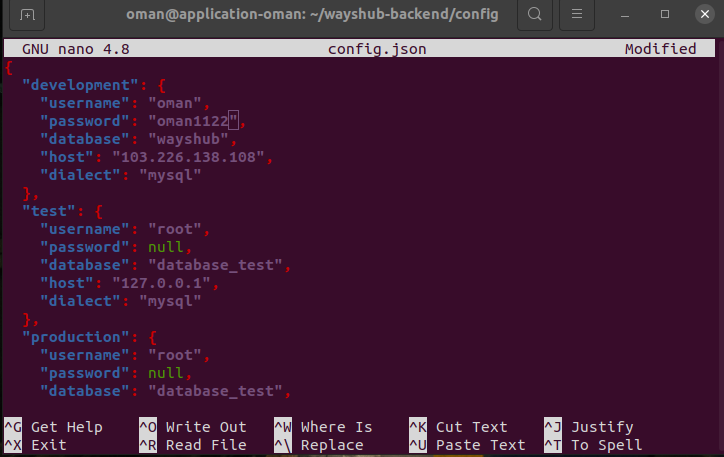 oman@application-oman: ~/wayshub-backend/config
GNU nano 4.8 config.json Modified
{
"development": {
"username": "oman",
"password": "oman1122",
"database": "wayshub",
"host": "103.226.138.108",
"dialect": "mysql"
},
"test": {
"username": "root",
"password": null,
"database": "database_test",
"host": "127.0.0.1",
"dialect": "mysql"
},
"production": {
"username": "root",
"password": null,
"database": "database_test",
^G Get Help ^O Write Out ^W Where Is ^K Cut Text ^J Justify
^X Exit ^R Read File ^\ Replace ^U Paste Text ^T To Spell